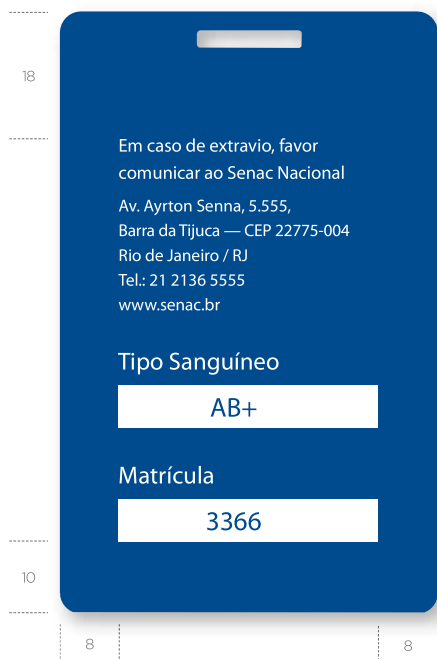 18
Em caso de extravio, favor
comunicar ao Senac Nacional
Av. Ayrton Senna, 5.555,
Barra da Tijuca — CEP 22775-004
Rio de Janeiro / RJ
Tel.: 21 2136 5555
www.senac.br
Tipo Sanguíneo
AB+
Matrícula
3366
10
8
8